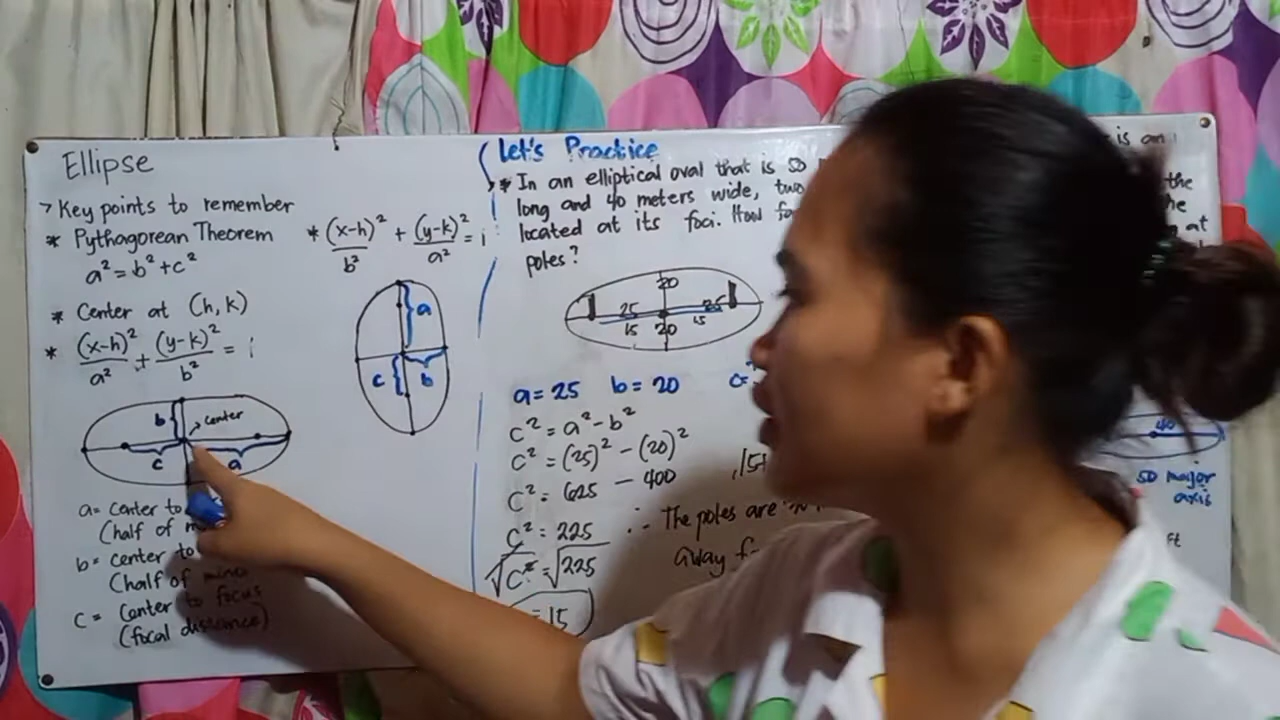 Ellipse
> Key points to remember
* Pythagorean Theorem
a² = b² + c²
* Center at (h, k)
* (x-h)²/a² + (y-k)²/b² = 1
b
center
c
a
a = center to
(half of
b = center to
(half of minor
c = center to focus
(focal distance)
* (x-h)²/b² + (y-k)²/a² = 1
a
c
b
Let's Practice
* In an elliptical oval that is 50
long and 40 meters wide, two
located at its foci. How
poles?
20
25
25
15
20
15
a = 25 b = 20
c² = a² - b²
c² = (25)² - (20)²
c² = 625 - 400
c² = 225
√c² = √225
= 15
∴ The poles are
away
is an
the
at
40
50 major
axis
ft